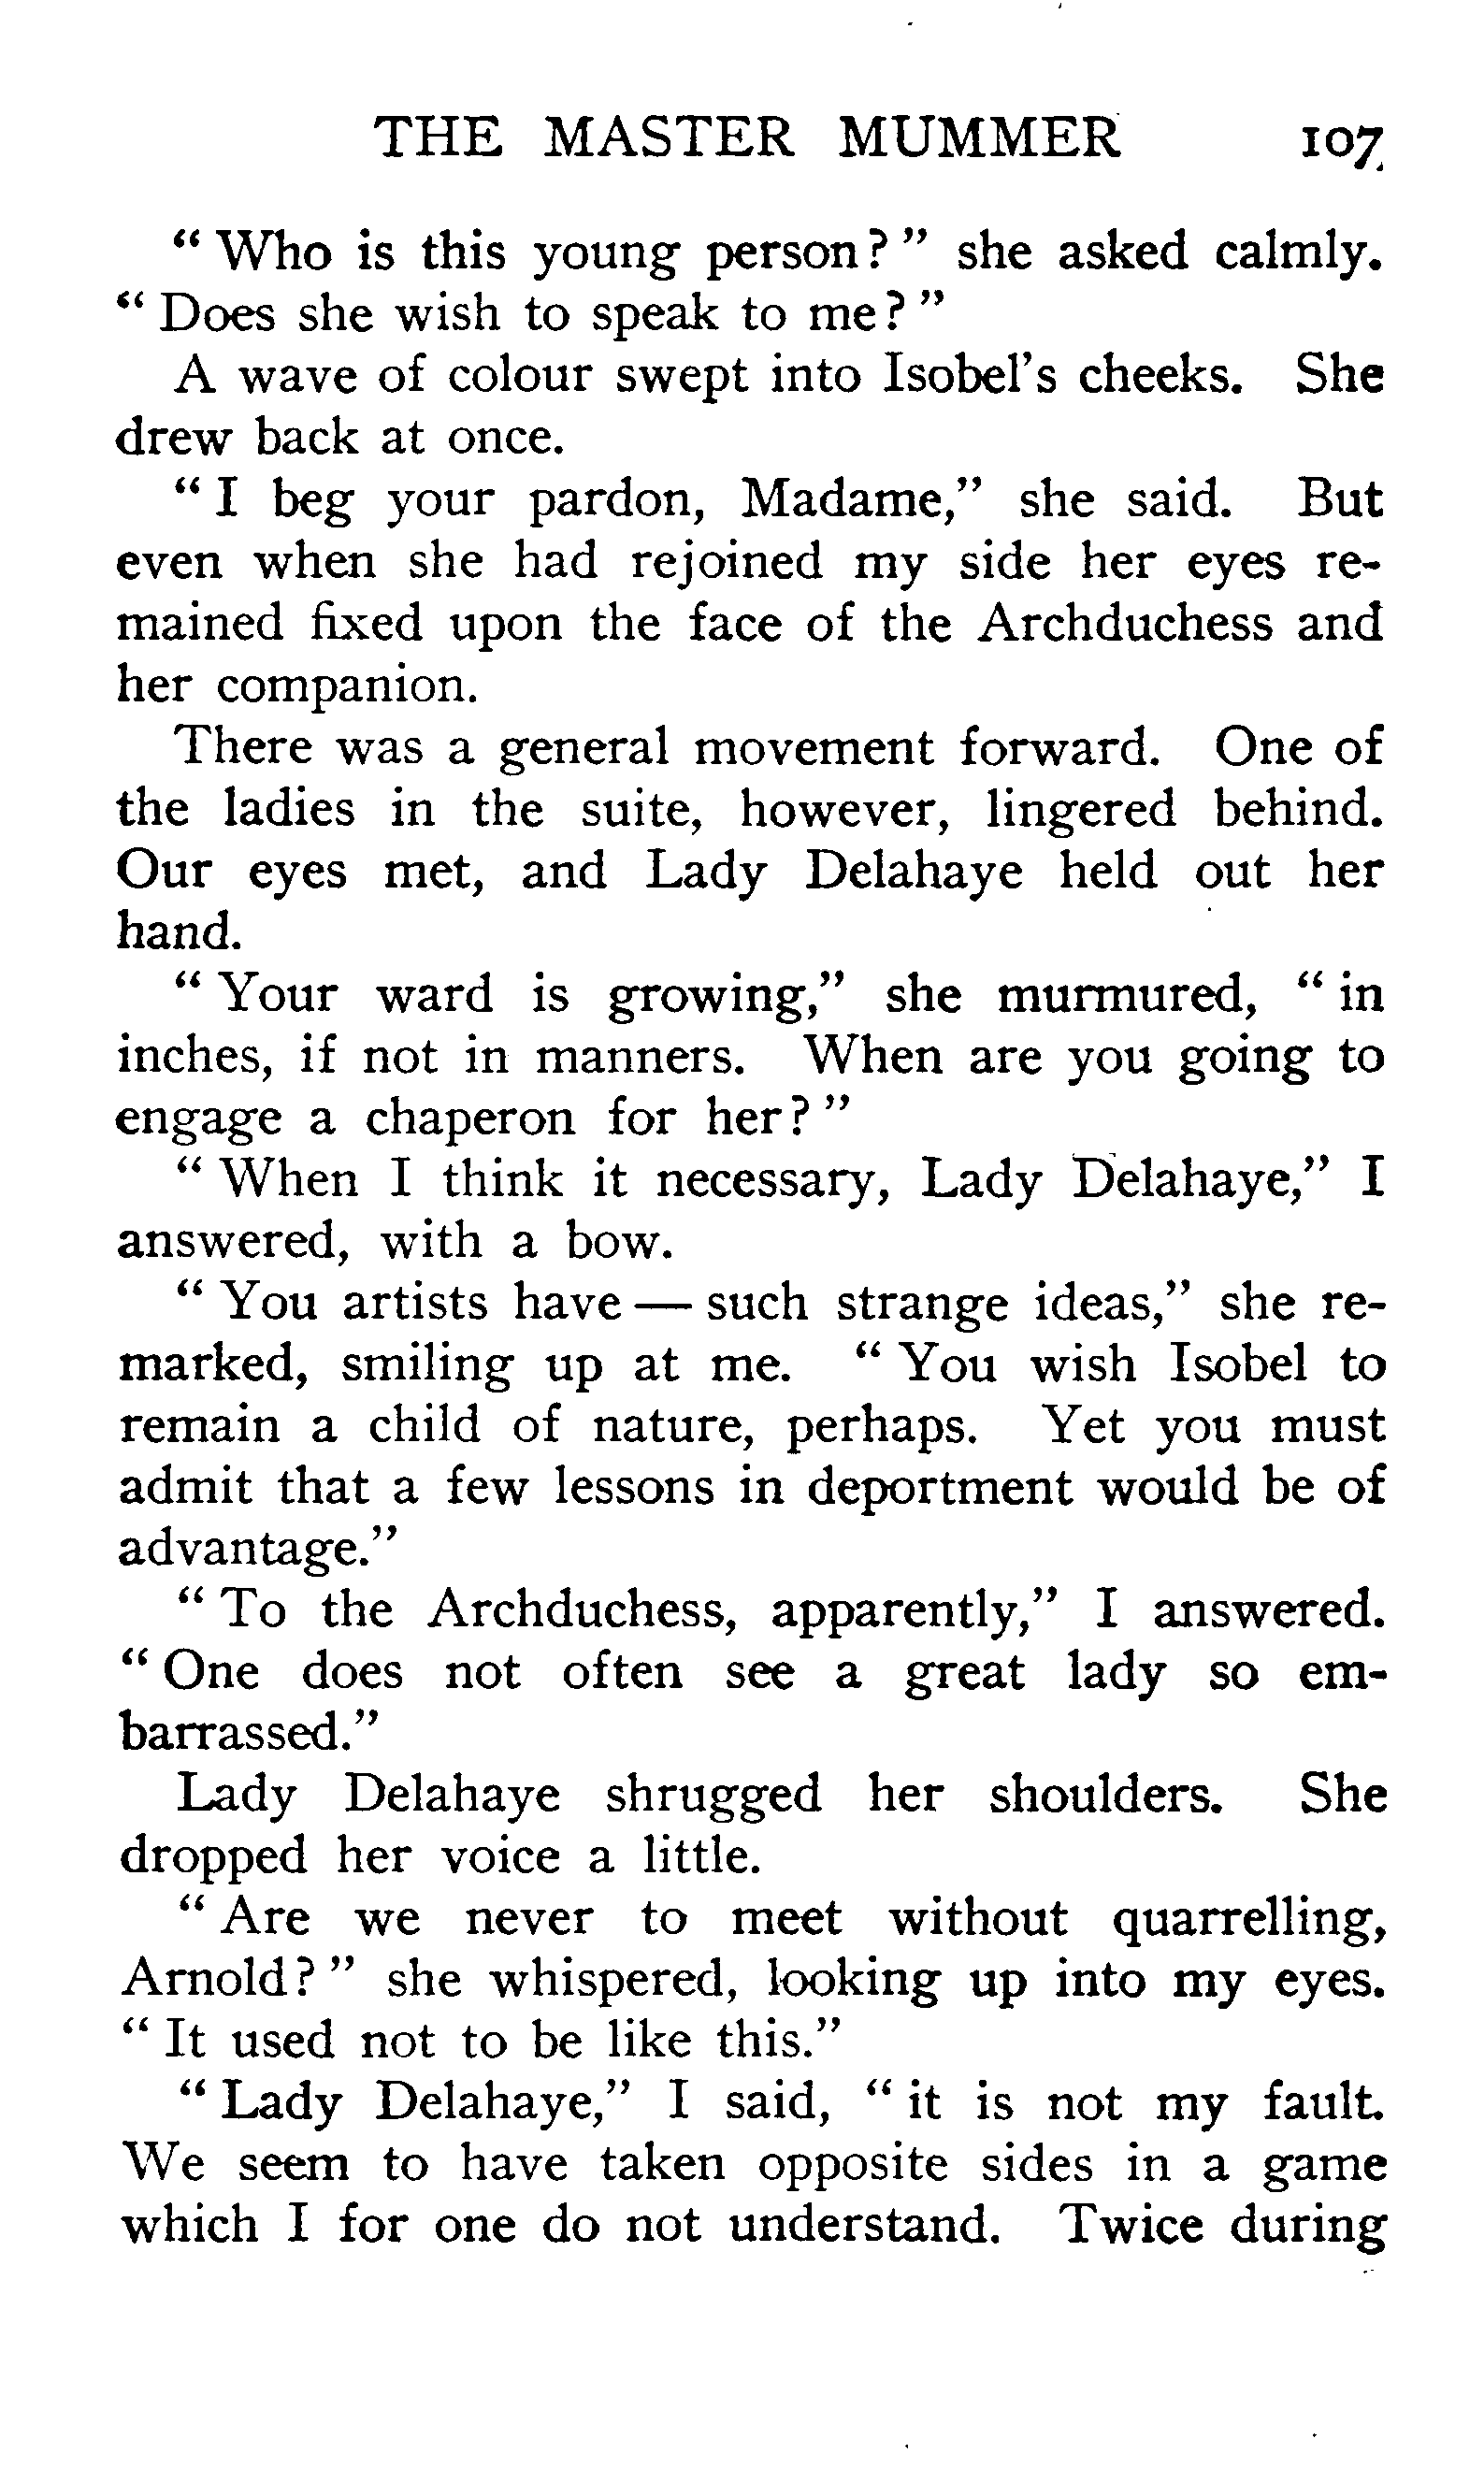 THE MASTER MUMMER 107
" Who is this young person? " she asked calmly.
" Does she wish to speak to me? "
A wave of colour swept into Isobel's cheeks. She
drew back at once.
" I beg your pardon, Madame," she said. But
even when she had rejoined my side her eyes re-
mained fixed upon the face of the Archduchess and
her companion.
There was a general movement forward. One of
the ladies in the suite, however, lingered behind.
Our eyes met, and Lady Delahaye held out her
hand.
" Your ward is growing," she murmured, " in
inches, if not in manners. When are you going to
engage a chaperon for her? "
" When I think it necessary, Lady Delahaye," I
answered, with a bow.
" You artists have — such strange ideas," she re-
marked, smiling up at me. " You wish Isobel to
remain a child of nature, perhaps. Yet you must
admit that a few lessons in deportment would be of
advantage."
" To the Archduchess, apparently," I answered.
" One does not often see a great lady so em-
barrassed."
Lady Delahaye shrugged her shoulders. She
dropped her voice a little.
" Are we never to meet without quarrelling,
Arnold? " she whispered, looking up into my eyes.
" It used not to be like this."
" Lady Delahaye," I said, " it is not my fault.
We seem to have taken opposite sides in a game
which I for one do not understand. Twice during